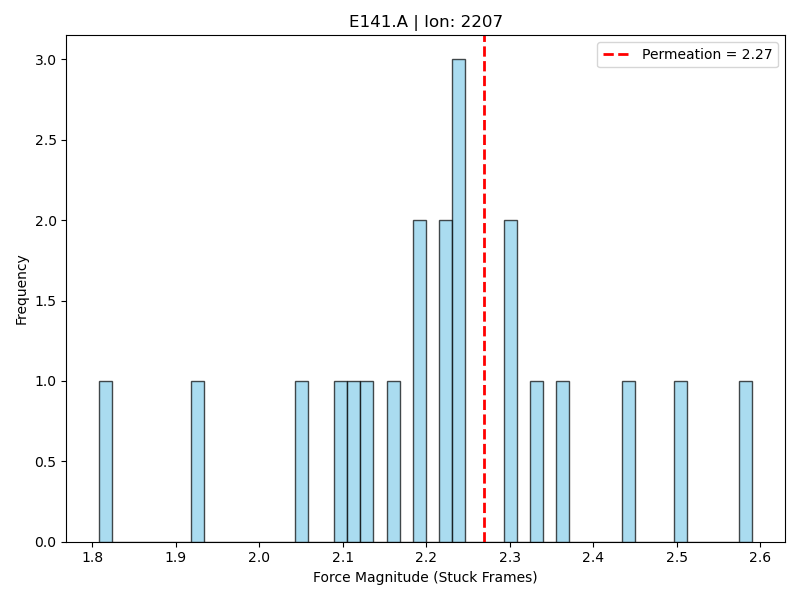 E141.A | Ion: 2207
Permeation = 2.27
3.0
2.5
2.0
1.5
1.0
0.5
0.0
Frequency
1.8 1.9 2.0 2.1 2.2 2.3 2.4 2.5 2.6
Force Magnitude (Stuck Frames)